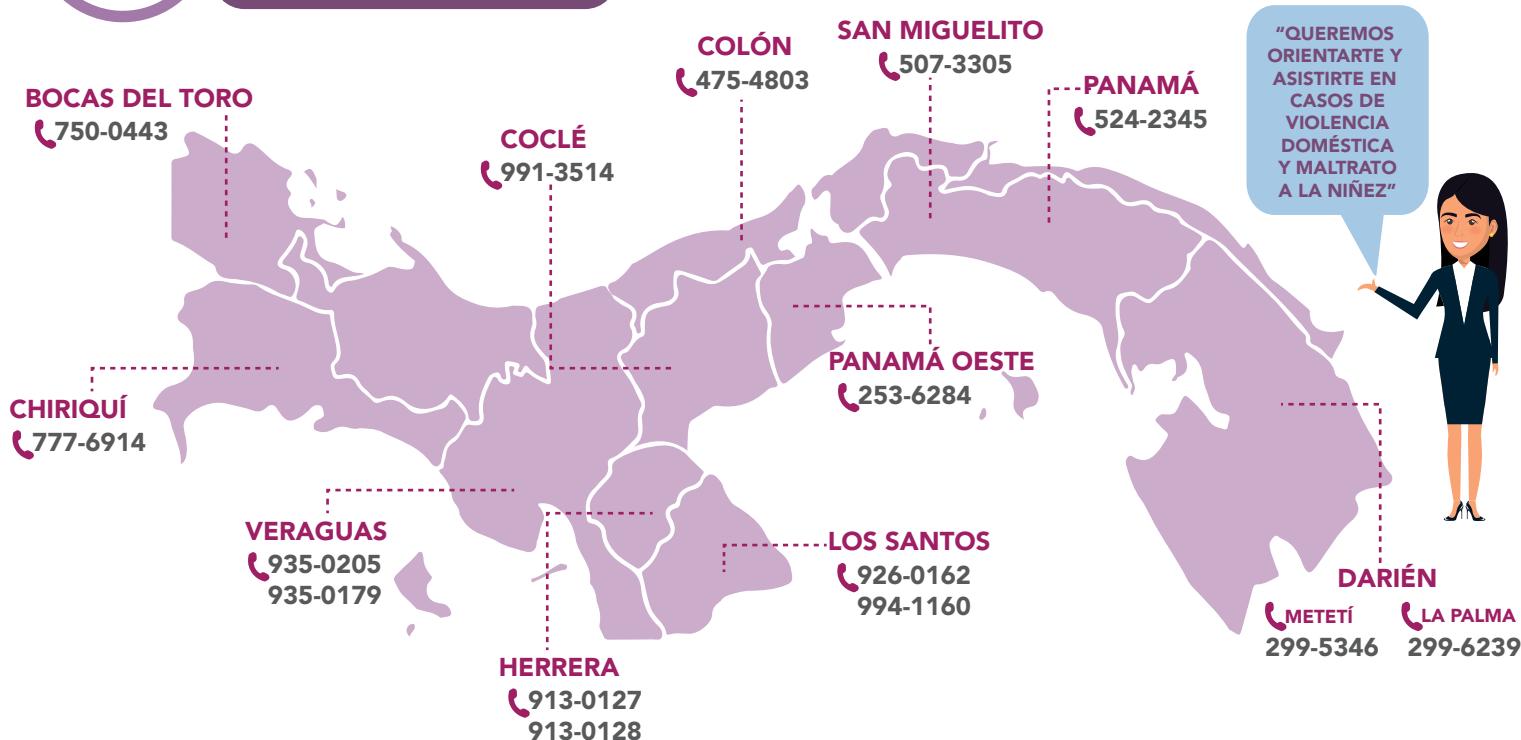 SAN MIGUELITO
507-3305
COLÓN
475-4803
PANAMÁ
524-2345
BOCAS DEL TORO
750-0443
COCLÉ
991-3514
"QUEREMOS
ORIENTARTE Y
ASISTIRTE EN
CASOS DE
VIOLENCIA
DOMÉSTICA
Y MALTRATO
A LA NIÑEZ"
PANAMÁ OESTE
253-6284
CHIRIQUÍ
777-6914
VERAGUAS
935-0205
935-0179
LOS SANTOS
926-0162
994-1160
DARIÉN
METETÍ
299-5346
LA PALMA
299-6239
HERRERA
913-0127
913-0128